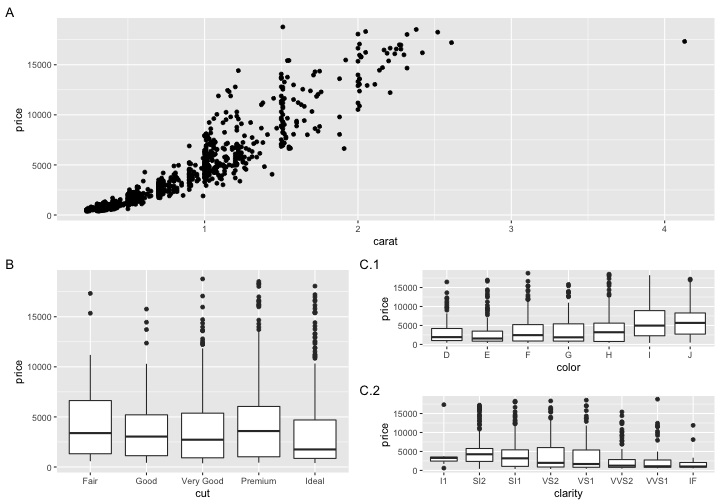 A
price
15000
10000
5000
0
1 2 3 4
carat
B
price
15000
10000
5000
0
Fair Good Very Good Premium Ideal
cut
C.1
price
15000
10000
5000
0
D E F G H I J
color
C.2
price
15000
10000
5000
0
I1 SI2 SI1 VS2 VS1 VVS2 VVS1 IF
clarity